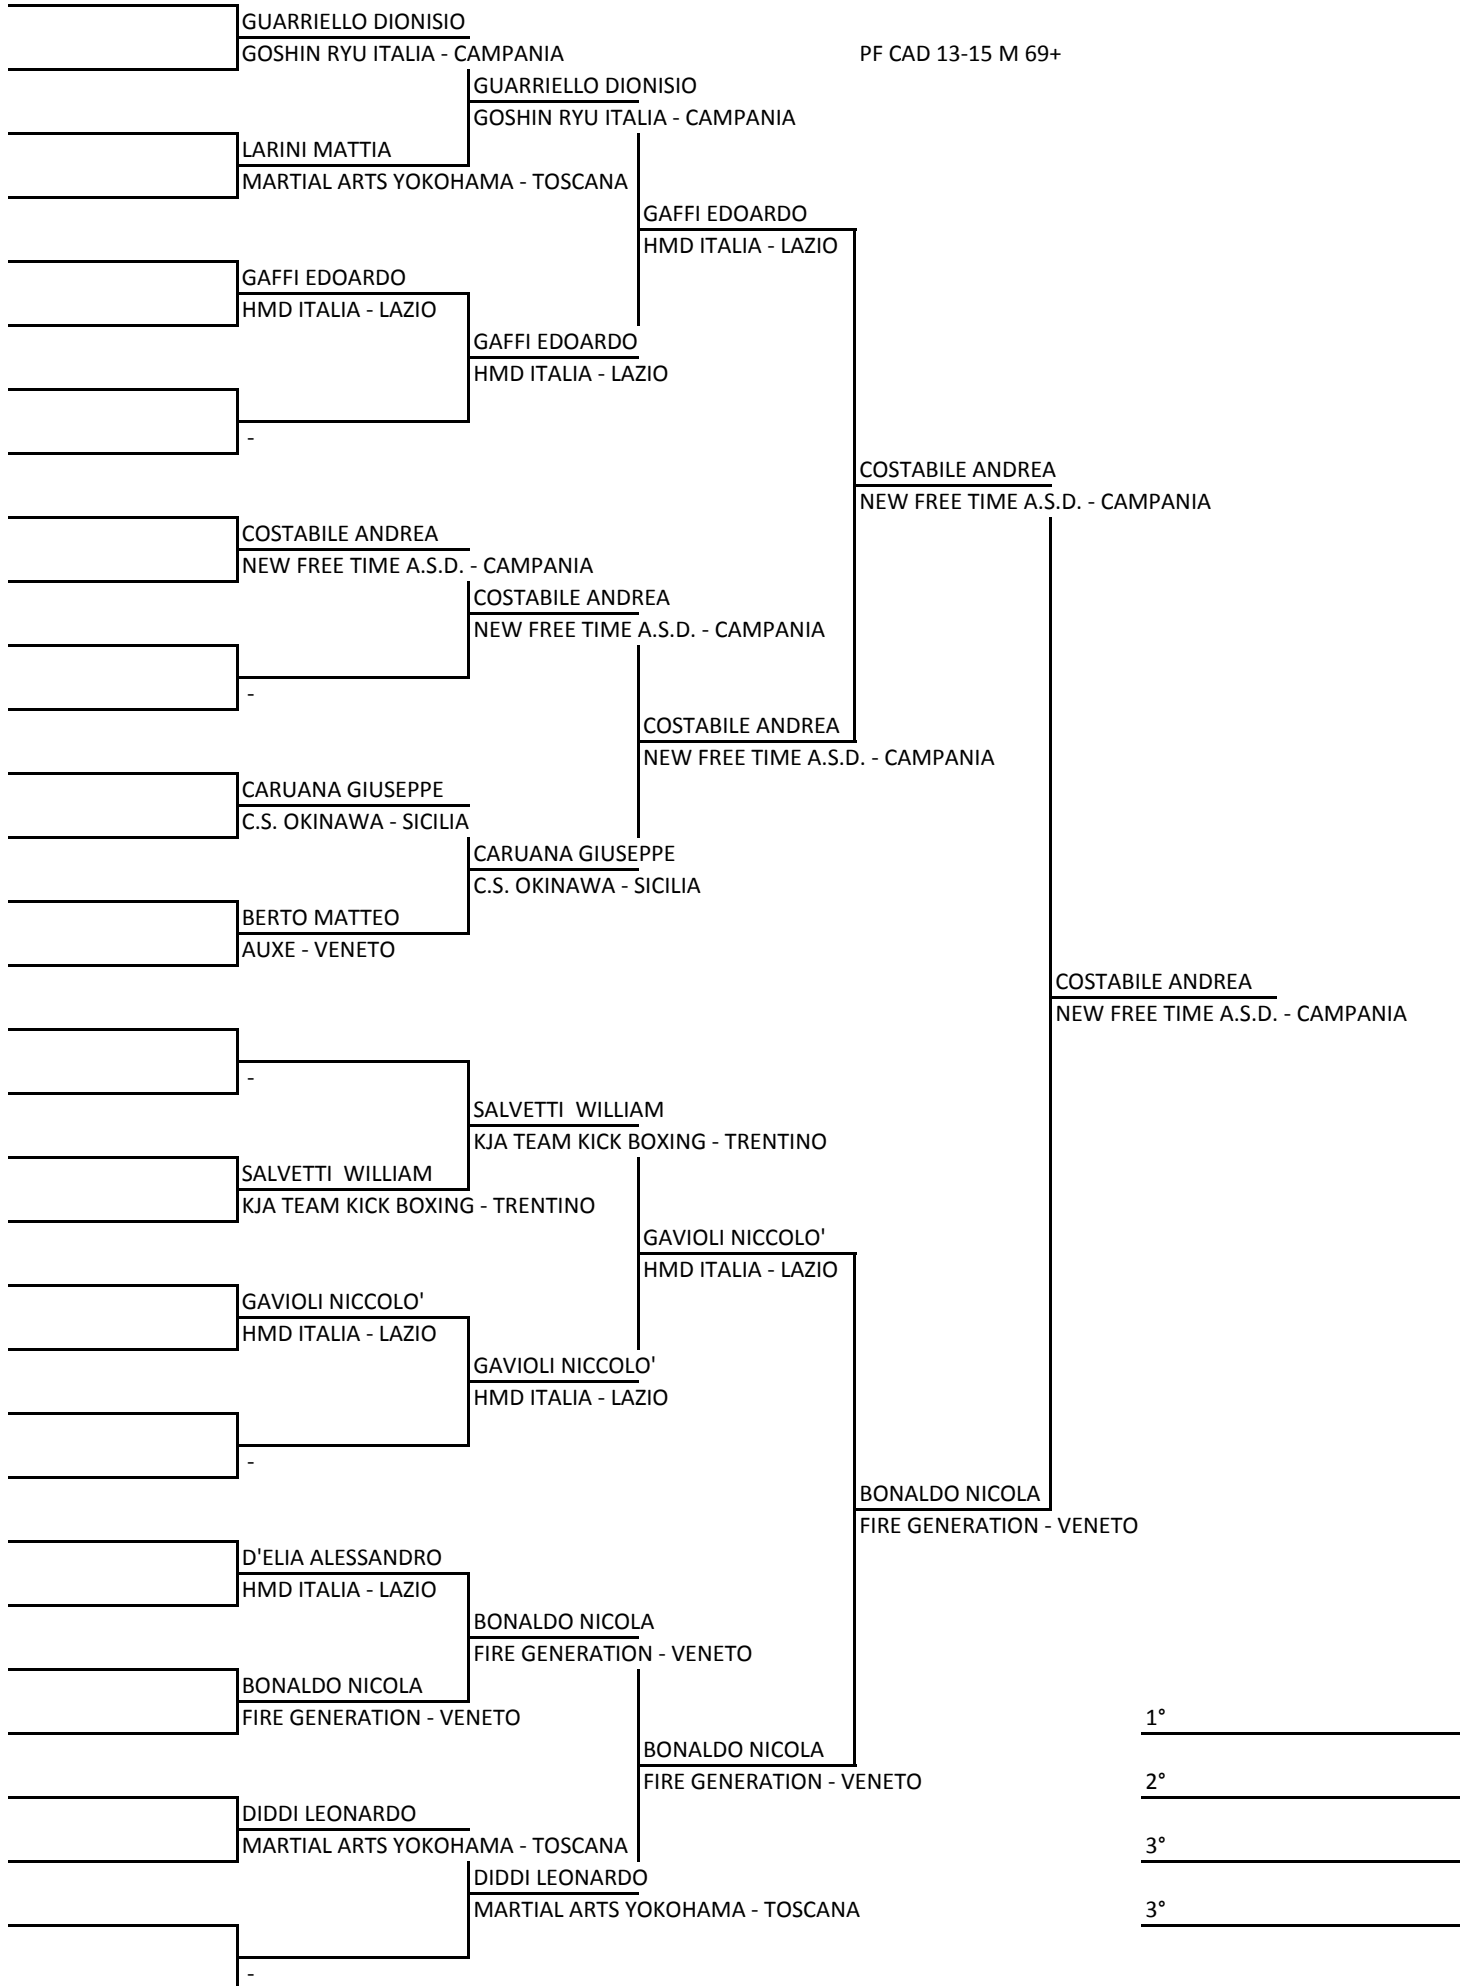 GUARRIELLO DIONISIO
GOSHIN RYU ITALIA - CAMPANIA
PF CAD 13-15 M 69+
GUARRIELLO DIONISIO
GOSHIN RYU ITALIA - CAMPANIA
LARINI MATTIA
MARTIAL ARTS YOKOHAMA - TOSCANA
GAFFI EDOARDO
HMD ITALIA - LAZIO
GAFFI EDOARDO
HMD ITALIA - LAZIO
GAFFI EDOARDO
HMD ITALIA - LAZIO
-
COSTABILE ANDREA
NEW FREE TIME A.S.D. - CAMPANIA
COSTABILE ANDREA
NEW FREE TIME A.S.D. - CAMPANIA
COSTABILE ANDREA
NEW FREE TIME A.S.D. - CAMPANIA
-
COSTABILE ANDREA
NEW FREE TIME A.S.D. - CAMPANIA
CARUANA GIUSEPPE
C.S. OKINAWA - SICILIA
CARUANA GIUSEPPE
C.S. OKINAWA - SICILIA
BERTO MATTEO
AUXE - VENETO
COSTABILE ANDREA
NEW FREE TIME A.S.D. - CAMPANIA
-
SALVETTI  WILLIAM
KJA TEAM KICK BOXING - TRENTINO
SALVETTI  WILLIAM
KJA TEAM KICK BOXING - TRENTINO
GAVIOLI NICCOLO'
HMD ITALIA - LAZIO
GAVIOLI NICCOLO'
HMD ITALIA - LAZIO
GAVIOLI NICCOLO'
HMD ITALIA - LAZIO
-
BONALDO NICOLA
FIRE GENERATION - VENETO
D'ELIA ALESSANDRO
HMD ITALIA - LAZIO
BONALDO NICOLA
FIRE GENERATION - VENETO
BONALDO NICOLA
FIRE GENERATION - VENETO
1°
BONALDO NICOLA
FIRE GENERATION - VENETO
2°
DIDDI LEONARDO
MARTIAL ARTS YOKOHAMA - TOSCANA
3°
DIDDI LEONARDO
MARTIAL ARTS YOKOHAMA - TOSCANA
3°
-